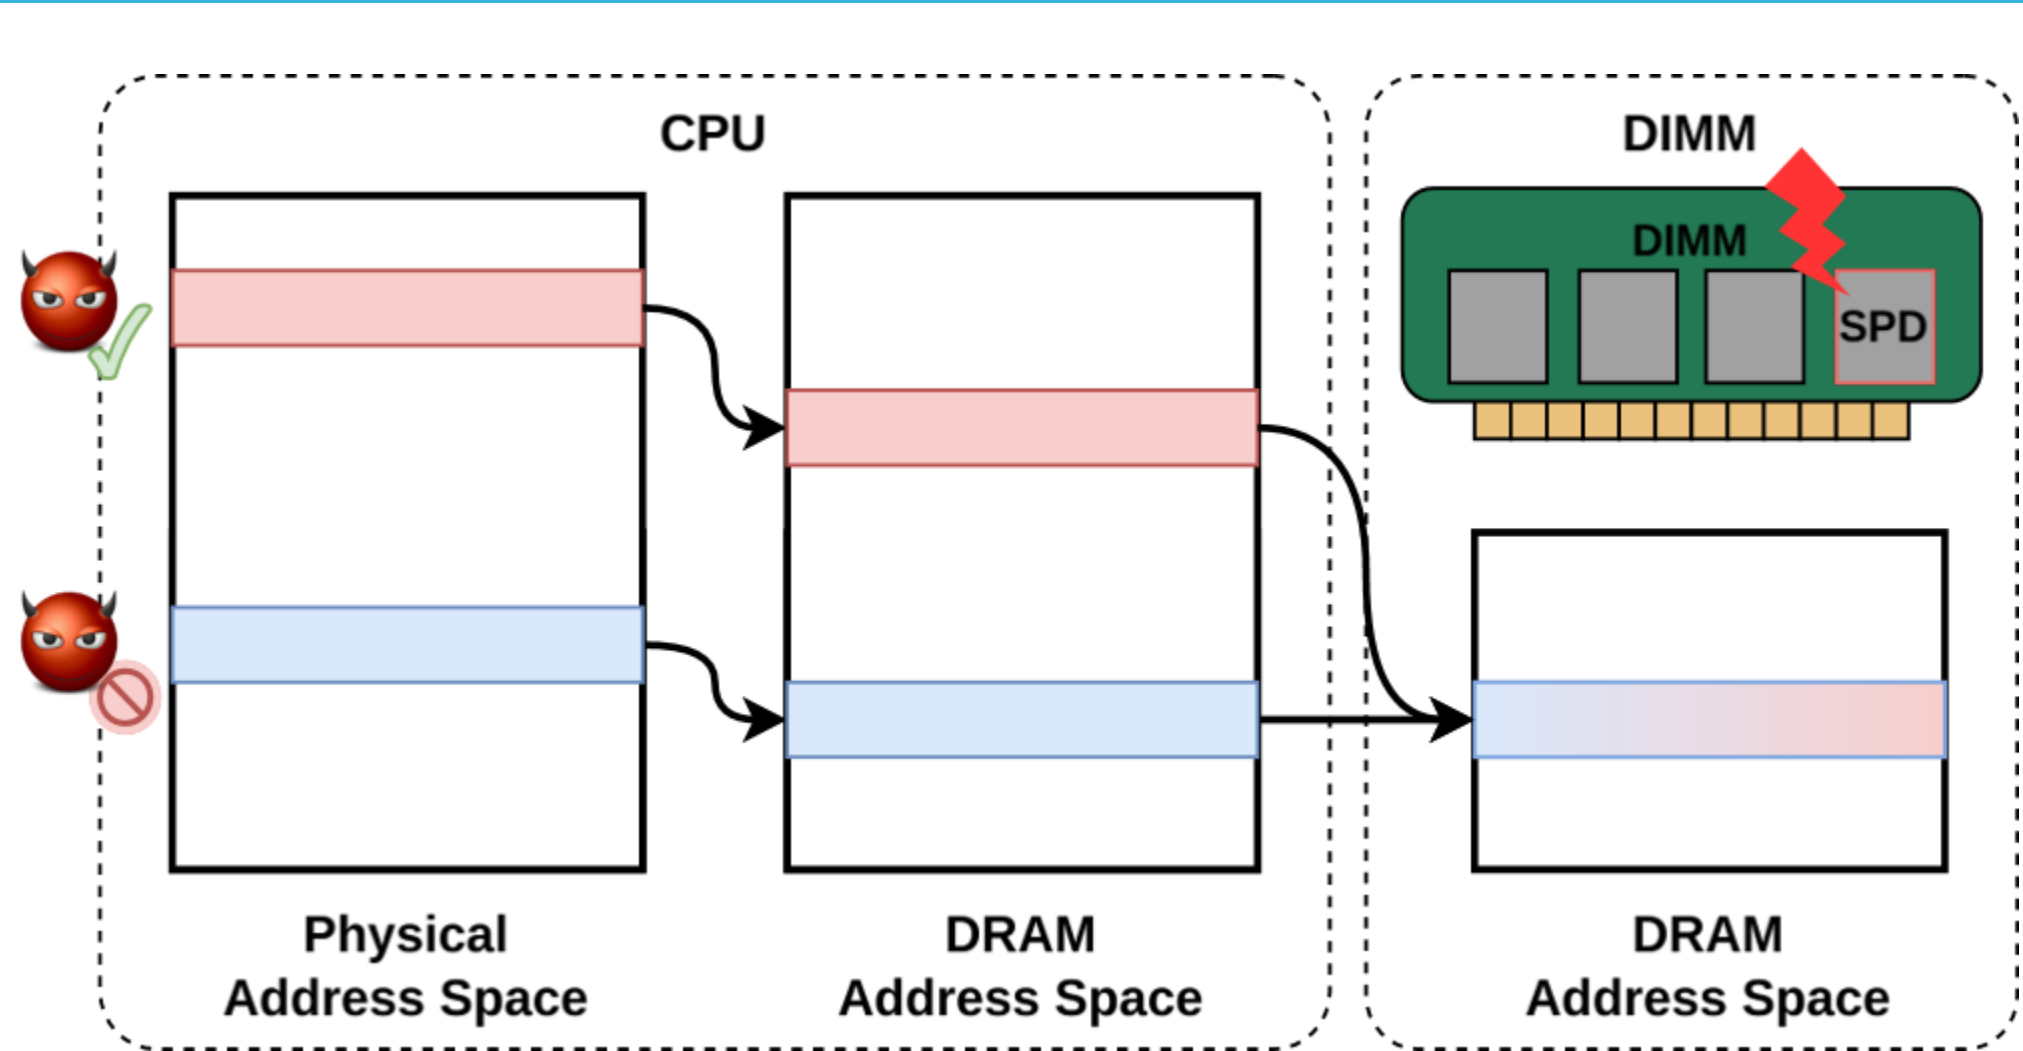 CPU
DIMM
DIMM
SPD
Physical
Address Space
DRAM
Address Space
DRAM
Address Space